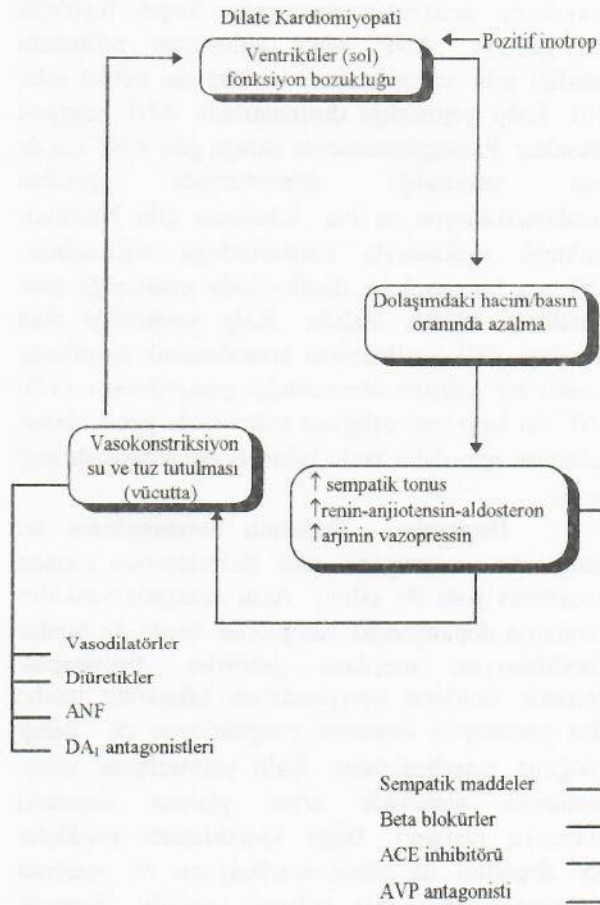 Dilate Kardiomiyopati
Pozitif inotrop
Ventriküler (sol)
fonksiyon bozukluğu
Dolaşımdaki hacim/basın
oranında azalma
Vasokonstriksiyon
su ve tuz tutulması
(vücutta)
↑ sempatik tonus
↑renin-anjiotensin-aldosteron
↑arjinin vazopressin
Vasodilatörler
Diüretikler
ANF
DA₁ antagonistleri
Sempatik maddeler
Beta blokürler
ACE inhibitörü
AVP antagonisti